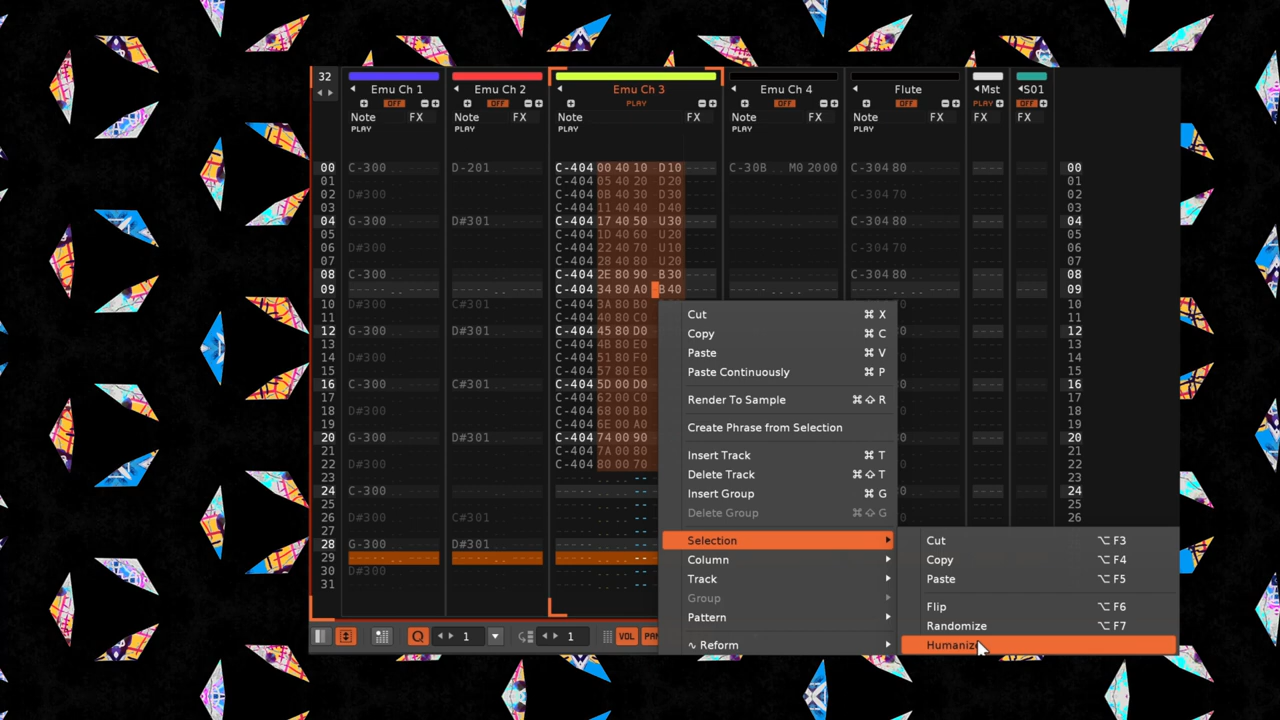 32
Emu Ch 1 Emu Ch 2 Emu Ch 3 Emu Ch 4 Flute Mst S01
OFF OFF PLAY OFF OFF PLAY OFF
Note FX Note FX Note FX Note FX Note FX FX FX
PLAY PLAY PLAY PLAY PLAY
00 C-300 D-201 C-404 00 40 10 D10 C-30B M0 2000 C-304 80 00
01 C-404 05 40 20 D20 01
02 D#300 C-404 0B 40 30 D30 C-304 70 02
03 C-404 11 40 40 D40 03
04 G-300 D#301 C-404 17 40 50 U30 C-304 80 04
05 C-404 1D 40 60 U20 05
06 D#300 C-404 22 40 70 U10 C-304 70 06
07 C-404 28 40 80 U20 07
08 C-300 C-404 2E 80 90 B30 C-304 80 08
09 C-404 34 80 A0 B40 09
10 D#300 C#301 C-404 3A 80 B0 10
11 C-404 40 80 C0
12 G-300 D#301 C-404 45 80 D0 12
13 C-404 4B 80 E0 13
14 D#300 C-404 51 80 F0 14
15 C-404 57 80 E0 15
16 C-300 C#301 C-404 5D 00 D0 16
17 C-404 62 00 C0 17
18 D#300 C-404 68 00 B0 18
19 C-404 6E 00 A0 19
20 G-300 D#301 C-404 74 00 90 20
21 C-404 7A 00 80 21
22 D#300 C-404 80 00 70 22
23 23
24 C-300 24
25 25
26 D#300 C#301 26
27
28 G-300 D#301
29
30 D#300
31
Q 1 1 VOL PAN
Cut ⌘ X
Copy ⌘ C
Paste ⌘ V
Paste Continuously ⌘ P
Render To Sample ⌘ ⇧ R
Create Phrase from Selection
Insert Track ⌘ T
Delete Track ⌘ ⇧ T
Insert Group ⌘ G
Delete Group ⌘ ⇧ G
Selection
Column
Track
Group
Pattern
∿ Reform
Cut ⌥ F3
Copy ⌥ F4
Paste ⌥ F5
Flip ⌥ F6
Randomize ⌥ F7
Humanize